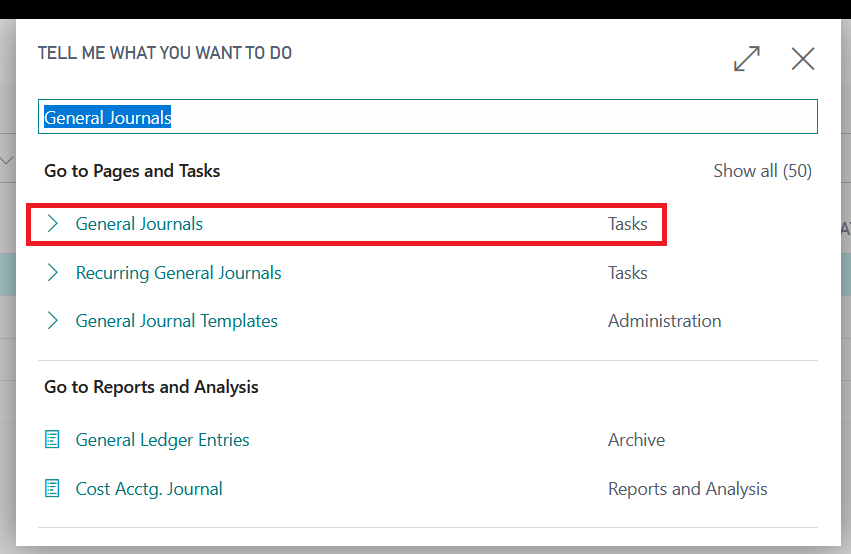 TELL ME WHAT YOU WANT TO DO
General Journals
Go to Pages and Tasks Show all (50)
General Journals Tasks
Recurring General Journals Tasks
General Journal Templates Administration
Go to Reports and Analysis
General Ledger Entries Archive
Cost Acctg. Journal Reports and Analysis